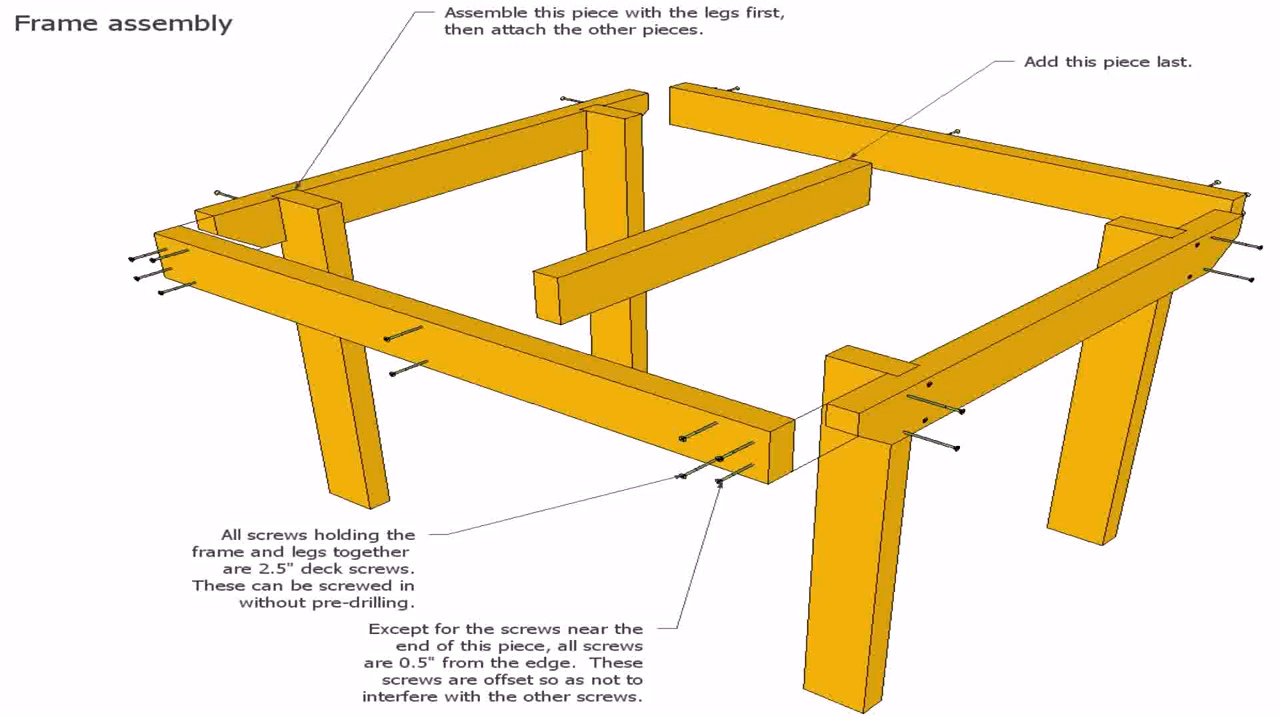 Frame assembly
Assemble this piece with the legs first,
then attach the other pieces.
Add this piece last.
All screws holding the
frame and legs together
are 2.5" deck screws.
These can be screwed in
without pre-drilling.
Except for the screws near the
end of this piece, all screws
are 0.5" from the edge.  These
screws are offset so as not to
interfere with the other screws.